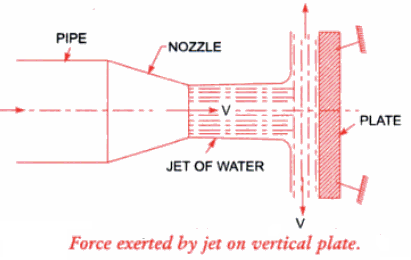 PIPE
NOZZLE
V
PLATE
JET OF WATER
V
Force exerted by jet on vertical plate.